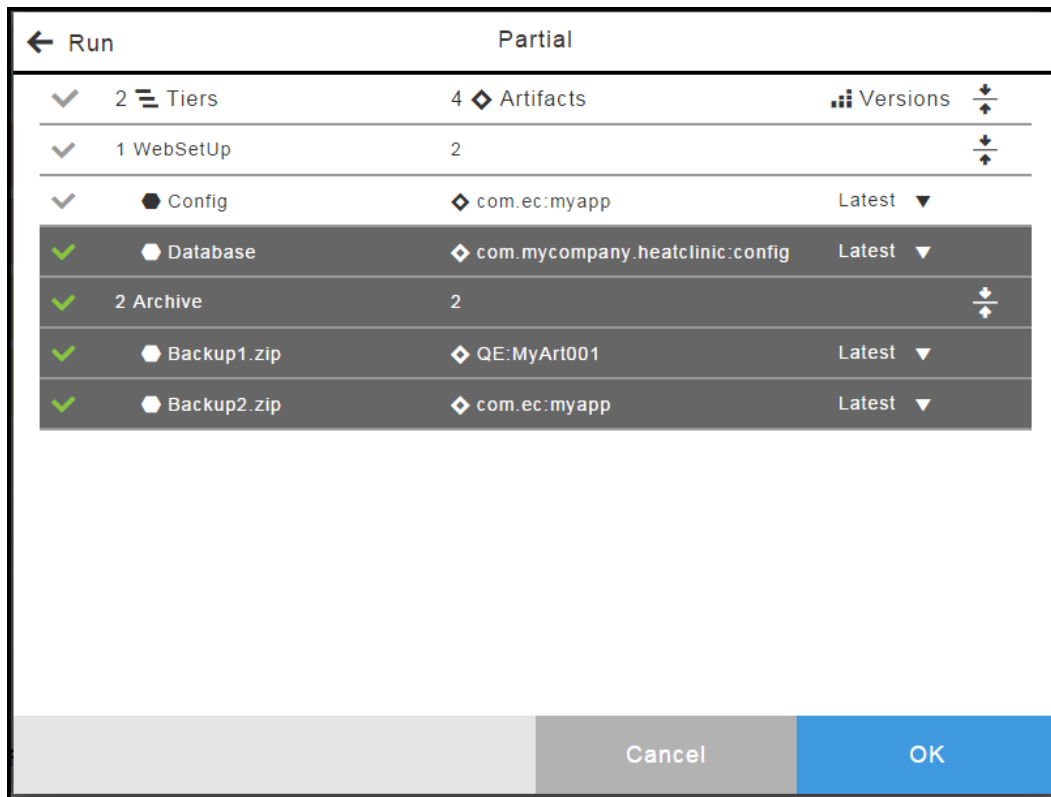 Run Partial
2 Tiers 4 Artifacts Versions
1 WebSetUp 2
Config com.ec:myapp Latest
Database com.mycompany.heatclinic:config Latest
2 Archive 2
Backup1.zip QE:MyArt001 Latest
Backup2.zip com.ec:myapp Latest
Cancel OK